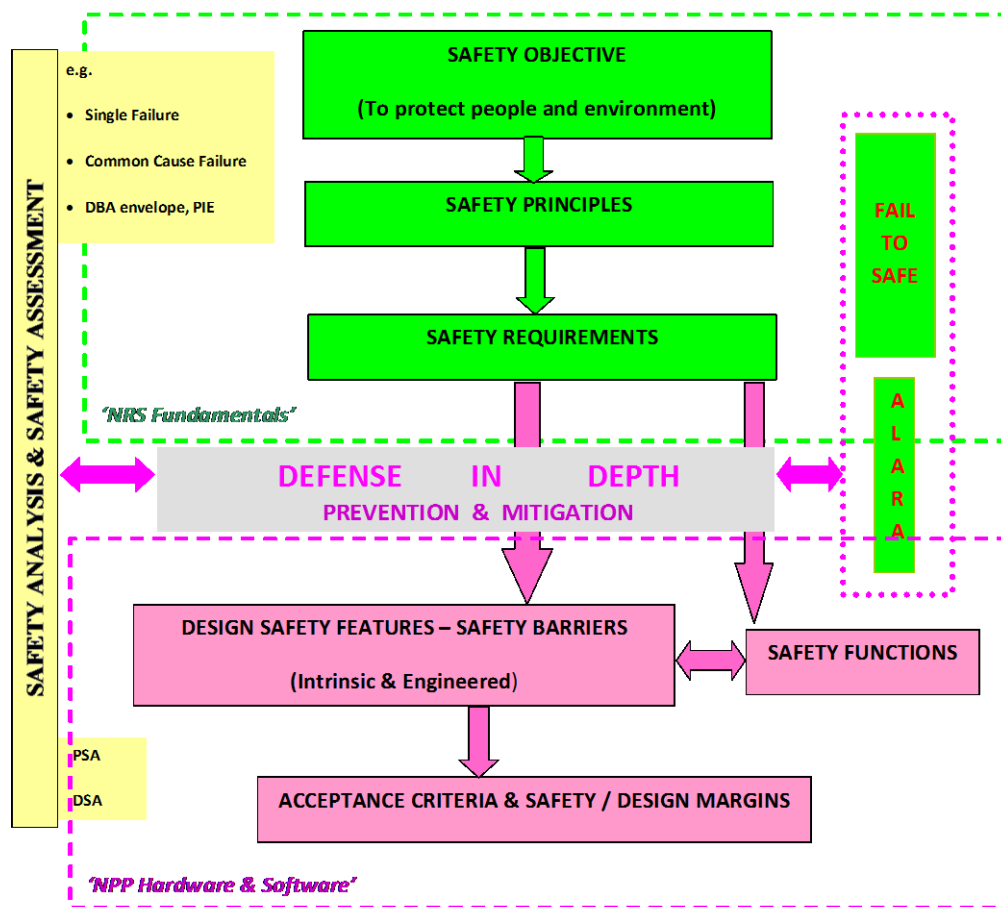 SAFETY ANALYSIS & SAFETY ASSESSMENT
e.g.
• Single Failure
• Common Cause Failure
• DBA envelope, PIE
SAFETY OBJECTIVE
(To protect people and environment)
SAFETY PRINCIPLES
SAFETY REQUIREMENTS
FAIL
TO
SAFE
A
L
A
R
A
'NRS Fundamentals'
DEFENSE IN DEPTH
PREVENTION & MITIGATION
DESIGN SAFETY FEATURES – SAFETY BARRIERS
(Intrinsic & Engineered)
SAFETY FUNCTIONS
PSA
DSA
ACCEPTANCE CRITERIA & SAFETY / DESIGN MARGINS
'NPP Hardware & Software'